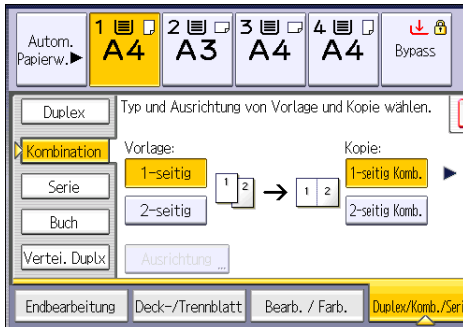 Autom.
Papierw.▶
1
A4
2
A3
3
A4
4
A4
Bypass
Duplex
Typ und Ausrichtung von Vorlage und Kopie wählen.
Kombination
Vorlage:
Kopie:
1-seitig
1
2
→
1 2
1-seitig Komb.
Serie
2-seitig
2-seitig Komb.
Buch
Vertei. Duplx
Ausrichtung ...
Endbearbeitung
Deck-/Trennblatt
Bearb. / Farb.
Duplex/Komb./Seri